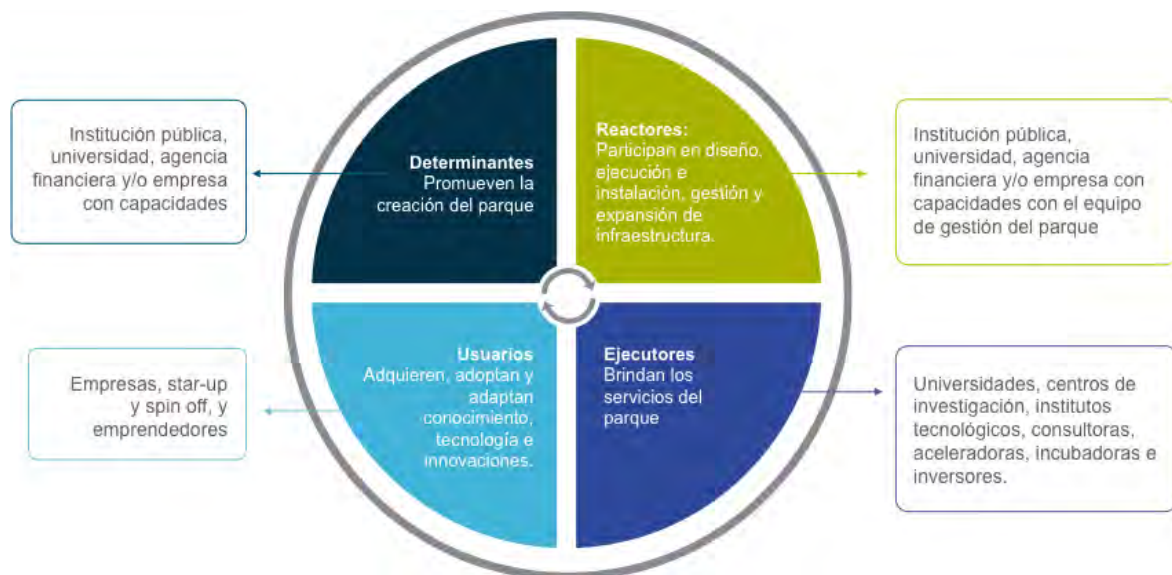 Institución pública,
universidad, agencia
financiera y/o empresa
con capacidades
Determinantes
Promueven la
creación del parque
Reactores:
Participan en diseño,
ejecución e
instalación, gestión y
expansión de
infraestructura.
Institución pública,
universidad, agencia
financiera y/o empresa con
capacidades con el equipo
de gestión del parque
Empresas, star-up
y spin off, y
emprendedores
Usuarios
Adquieren, adoptan y
adaptan
conocimiento,
tecnología e
innovaciones.
Ejecutores
Brindan los
servicios del
parque
Universidades, centros de
investigación, institutos
tecnológicos, consultoras,
aceleradoras, incubadoras e
inversores.